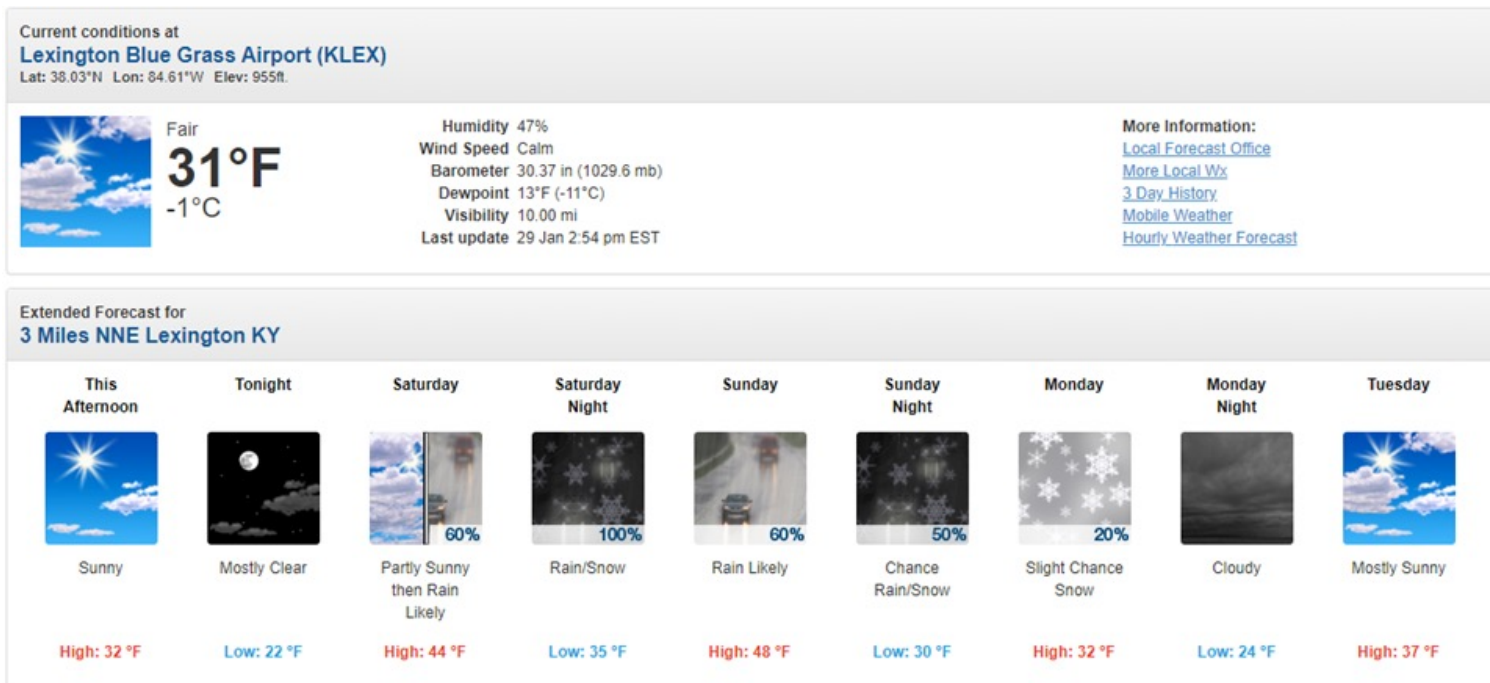 Current conditions at
Lexington Blue Grass Airport (KLEX)
Lat: 38.03°N Lon: 84.61°W Elev: 955ft.
Fair
31°F
-1°C
Humidity 47%
Wind Speed Calm
Barometer 30.37 in (1029.6 mb)
Dewpoint 13°F (-11°C)
Visibility 10.00 mi
Last update 29 Jan 2:54 pm EST
More Information:
Local Forecast Office
More Local Wx
3 Day History
Mobile Weather
Hourly Weather Forecast
Extended Forecast for
3 Miles NNE Lexington KY
This
Afternoon
Sunny
High: 32 °F
Tonight
Mostly Clear
Low: 22 °F
Saturday
60%
Partly Sunny
then Rain
Likely
High: 44 °F
Saturday
Night
100%
Rain/Snow
Low: 35 °F
Sunday
60%
Rain Likely
High: 48 °F
Sunday
Night
50%
Chance
Rain/Snow
Low: 30 °F
Monday
20%
Slight Chance
Snow
High: 32 °F
Monday
Night
Cloudy
Low: 24 °F
Tuesday
Mostly Sunny
High: 37 °F